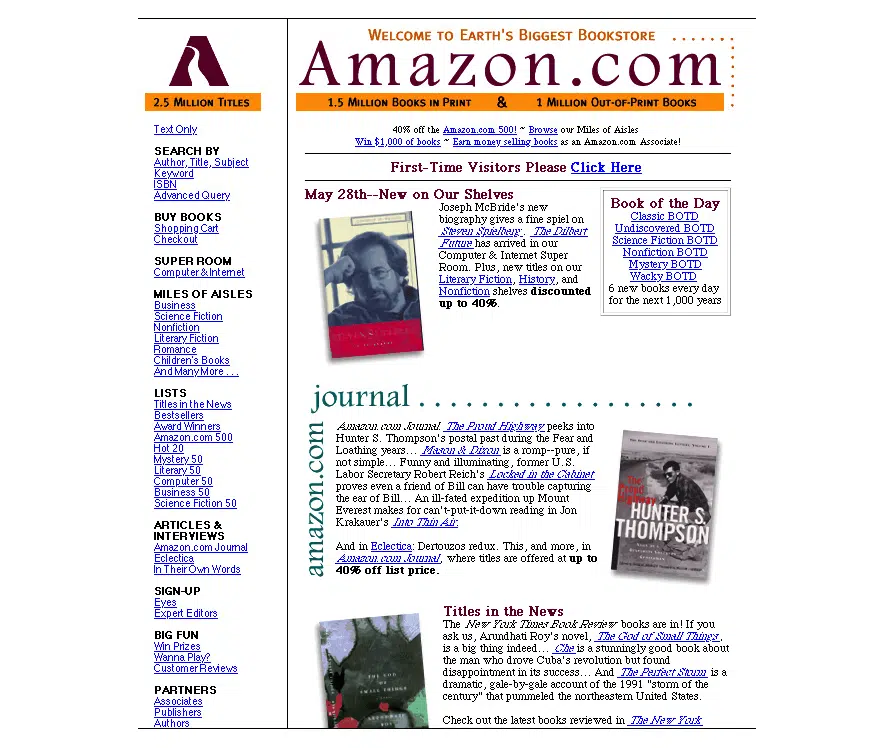 2.5 MILLION TITLES
Text Only
SEARCH BY
Author, Title, Subject
Keyword
ISBN
Advanced Query
BUY BOOKS
Shopping Cart
Checkout
SUPER ROOM
Computer & Internet
MILES OF AISLES
Business
Science Fiction
Nonfiction
Literary Fiction
Romance
Children's Books
And Many More . . .
LISTS
Titles in the News
Bestsellers
Award Winners
Amazon.com 500
Hot 20
Mystery 50
Literary 50
Computer 50
Business 50
Science Fiction 50
ARTICLES &
INTERVIEWS
Amazon.com Journal
Eclectica
In Their Own Words
SIGN-UP
Eyes
Expert Editors
BIG FUN
Win Prizes
Wanna Play?
Customer Reviews
PARTNERS
Associates
Publishers
Authors
WELCOME TO EARTH'S BIGGEST BOOKSTORE
Amazon.com
1.5 MILLION BOOKS IN PRINT & 1 MILLION OUT-OF-PRINT BOOKS
40% off the Amazon.com 500! ~ Browse our Miles of Aisles
Win $1,000 of books ~ Earn money selling books as an Amazon.com Associate!
First-Time Visitors Please Click Here
May 28th--New on Our Shelves
Joseph McBride's new
biography gives a fine spiel on
Steven Spielberg. The Dilbert
Future has arrived in our
Computer & Internet Super
Room. Plus, new titles on our
Literary Fiction, History, and
Nonfiction shelves discounted
up to 40%.
Book of the Day
Classic BOTD
Undiscovered BOTD
Science Fiction BOTD
Nonfiction BOTD
Mystery BOTD
Wacky BOTD
6 new books every day
for the next 1,000 years
journal . . . . . . . . . . . . . . . . .
amazon.com
Amazon.com Journal. The Proud Highway peeks into
Hunter S. Thompson's postal past during the Fear and
Loathing years... Mason & Dixon is a romp--pure, if
not simple... Funny and illuminating, former U.S.
Labor Secretary Robert Reich's Locked in the Cabinet
proves even a friend of Bill can have trouble capturing
the ear of Bill... An ill-fated expedition up Mount
Everest makes for can't-put-it-down reading in Jon
Krakauer's Into Thin Air.
And in Eclectica: Dertouzos redux. This, and more, in
Amazon.com Journal, where titles are offered at up to
40% off list price.
The Proud
Highway
HUNTER S.
THOMPSON
Titles in the News
The New York Times Book Review books are in! If you
ask us, Arundhati Roy's novel, The God of Small Things,
is a big thing indeed... Che is a stunningly good book about
the man who drove Cuba's revolution but found
disappointment in its success... And The Perfect Storm is a
dramatic, gale-by-gale account of the 1991 "storm of the
century" that pummeled the northeastern United States.
Check out the latest books reviewed in The New York
THE GOD OF
SMALL THINGS